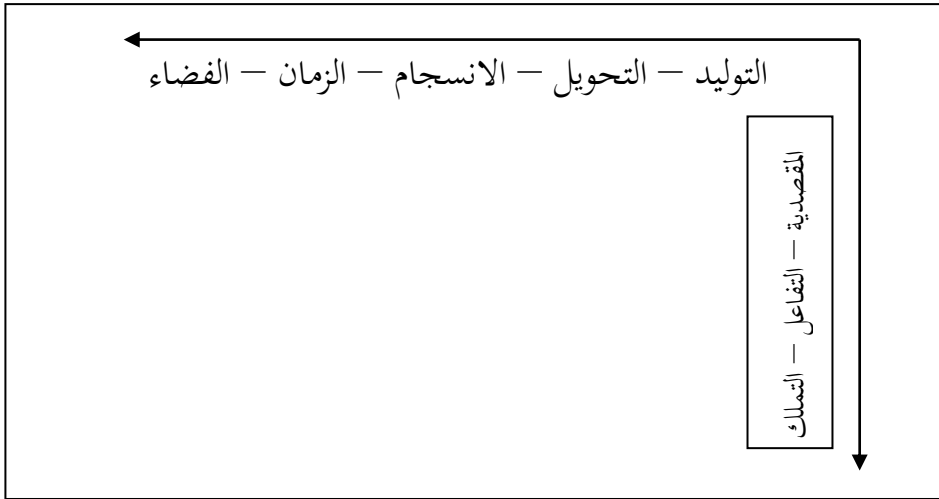 التوليد – التحويل – الانسجام – الزمان – الفضاء
المقصدية – التفاعل – التملك